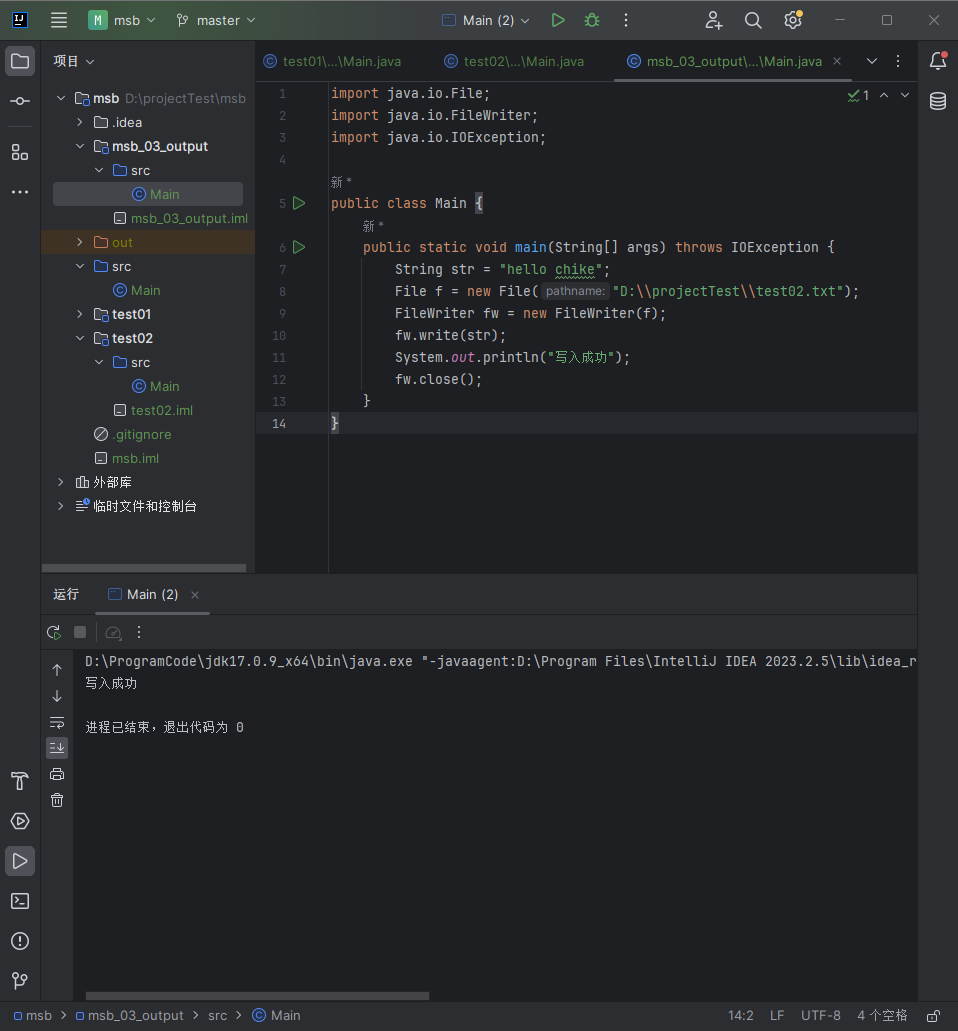 M msb master Main (2)
项目
test01\...\Main.java test02\...\Main.java msb_03_output\...\Main.java
msb D:\projectTest\msb
.idea
msb_03_output
src
Main
msb_03_output.iml
out
src
Main
test01
test02
src
Main
test02.iml
.gitignore
msb.iml
外部库
临时文件和控制台
1 import java.io.File;
2 import java.io.FileWriter;
3 import java.io.IOException;
4
新 *
5 public class Main {
新 *
6 public static void main(String[] args) throws IOException {
7 String str = "hello chike";
8 File f = new File( pathname: "D:\\projectTest\\test02.txt");
9 FileWriter fw = new FileWriter(f);
10 fw.write(str);
11 System.out.println("写入成功");
12 fw.close();
13 }
14 }
1
运行 Main (2)
D:\ProgramCode\jdk17.0.9_x64\bin\java.exe "-javaagent:D:\Program Files\IntelliJ IDEA 2023.2.5\lib\idea_r
写入成功
进程已结束，退出代码为 0
msb > msb_03_output > src > Main 14:2 LF UTF-8 4 个空格